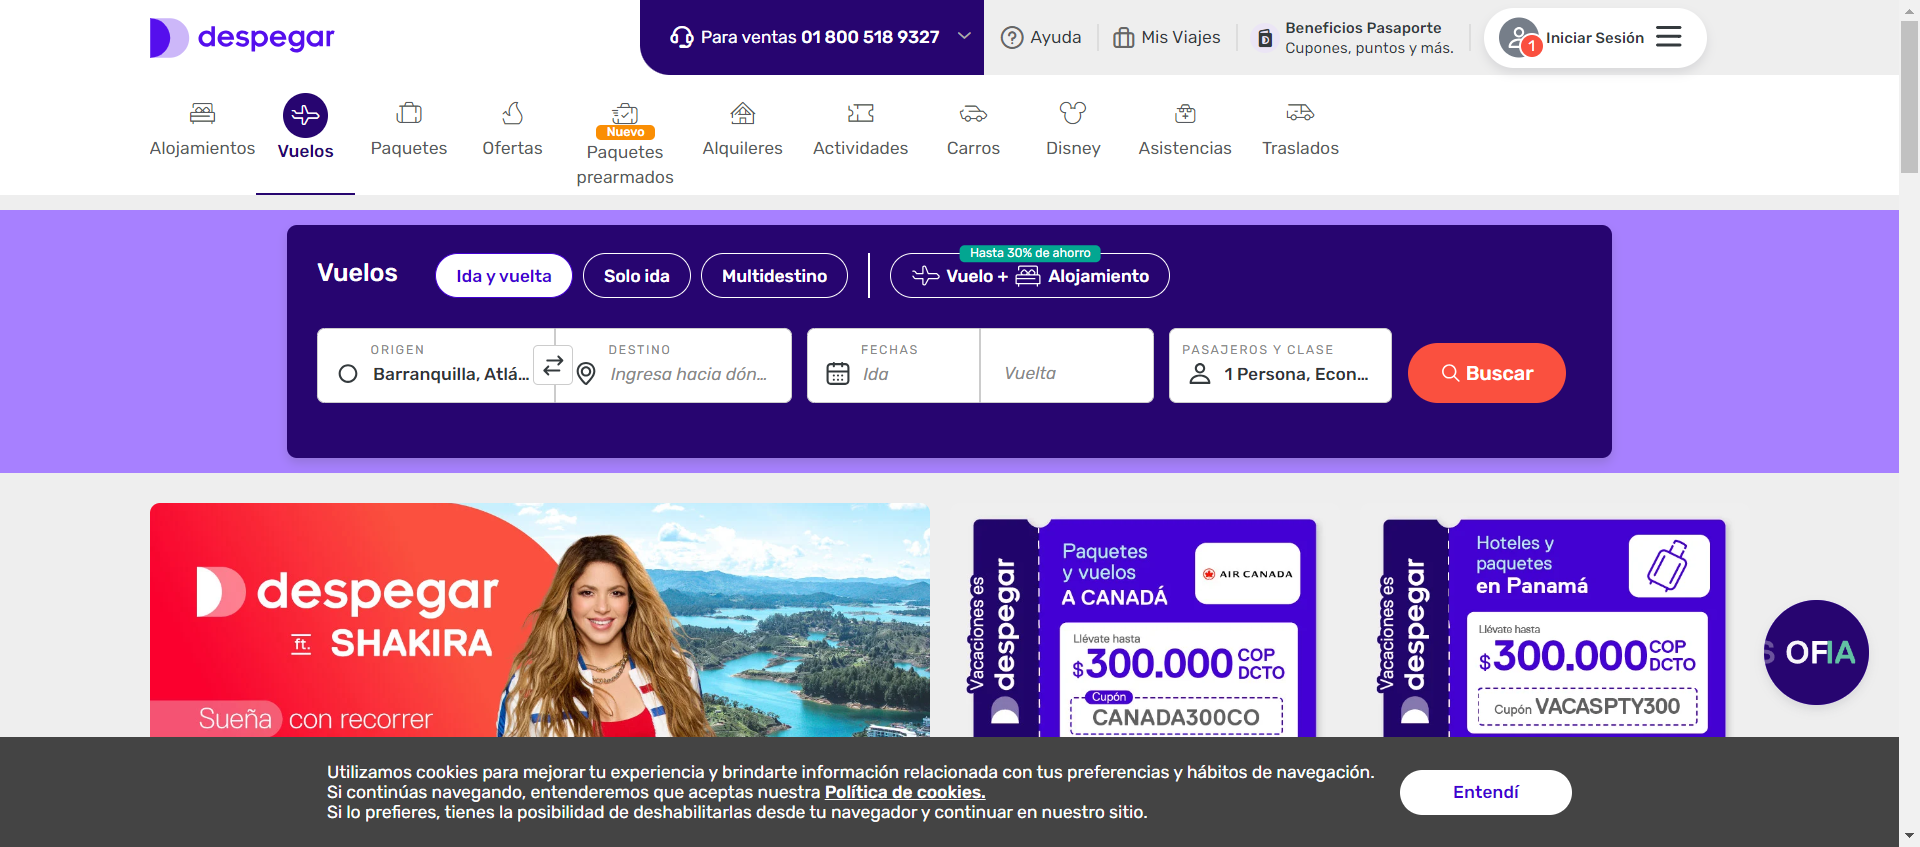 despegar
Para ventas 01 800 518 9327
Ayuda
Mis Viajes
Beneficios Pasaporte
Cupones, puntos y más.
1
Iniciar Sesión
Alojamientos
Vuelos
Paquetes
Ofertas
Nuevo
Paquetes
prearmados
Alquileres
Actividades
Carros
Disney
Asistencias
Traslados
Vuelos
Ida y vuelta
Solo ida
Multidestino
Hasta 30% de ahorro
Vuelo + Alojamiento
ORIGEN
Barranquilla, Atlá...
DESTINO
Ingresa hacia dón...
FECHAS
Ida
Vuelta
PASAJEROS Y CLASE
1 Persona, Econ...
Buscar
despegar
ft. SHAKIRA
Sueña con recorrer
Vacaciones es
despegar
Paquetes
y vuelos
A CANADÁ
AIR CANADA
Llévate hasta
$300.000 COP DCTO
Cupón
CANADA300CO
Vacaciones es
despegar
Hoteles y
paquetes
en Panamá
Llévate hasta
$300.000 COP DCTO
Cupón VACASPTY300
S OFIA
Utilizamos cookies para mejorar tu experiencia y brindarte información relacionada con tus preferencias y hábitos de navegación.
Si continúas navegando, entenderemos que aceptas nuestra Política de cookies.
Si lo prefieres, tienes la posibilidad de deshabilitarlas desde tu navegador y continuar en nuestro sitio.
Entendí